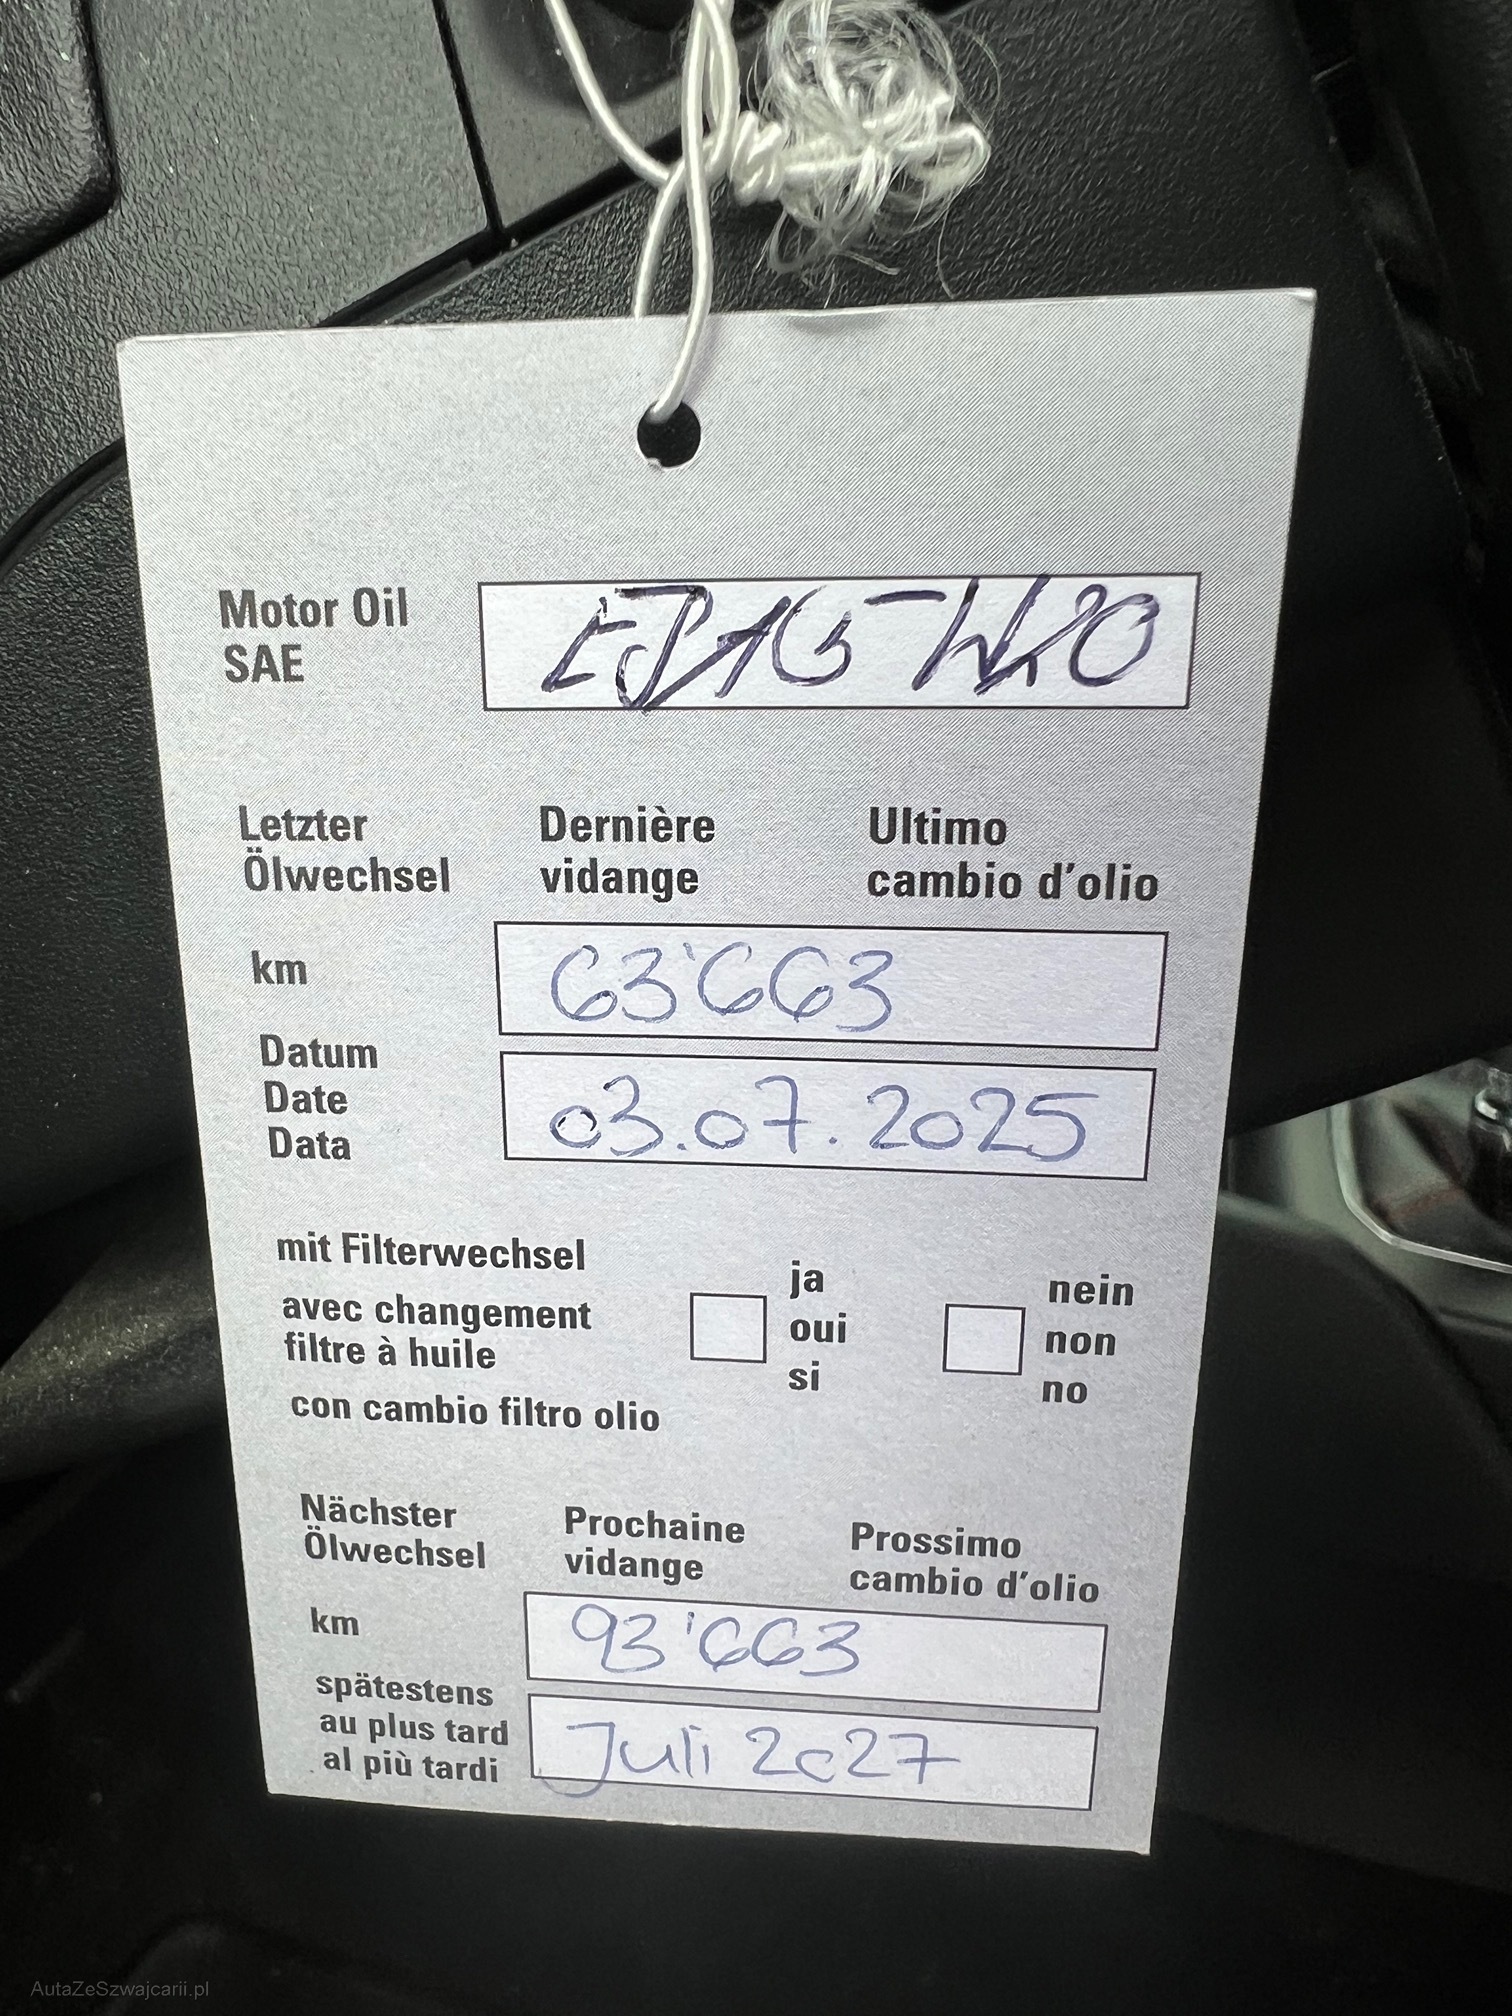 Motor Oil
SAE
Letzter Dernière Ultimo
Ölwechsel vidange cambio d'olio
km 63'663
Datum
Date 03.07.2025
Data
mit Filterwechsel
avec changement
filtre à huile
con cambio filtro olio
ja nein
oui non
si no
Nächster Prochaine Prossimo
Ölwechsel vidange cambio d'olio
km 93'663
spätestens
au plus tard Juli 2027
al più tardi
AutaZeSzwajcarii.pl